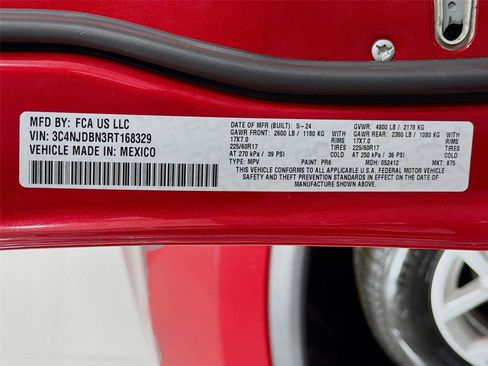 MFD BY: FCA US LLC
VIN: 3C4NJDBN3RT168329
VEHICLE MADE IN: MEXICO
DATE OF MFR (BUILT): 5-24 GVWR: 4800 LB / 2178 KG
GAWR FRONT: 2600 LB / 1180 KG WITH GAWR REAR: 2380 LB / 1080 KG WITH
17X7.0 RIMS 17X7.0 RIMS
225/60R17 TIRES 225/60R17 TIRES
AT 270 kPa / 39 PSI COLD AT 250 kPa / 36 PSI COLD
TYPE: MPV PAINT: PR6 MDH: 052412 MKT: 875
THIS VEHICLE CONFORMS TO ALL APPLICABLE U.S.A. FEDERAL MOTOR VEHICLE
SAFETY AND THEFT PREVENTION STANDARDS IN EFFECT ON THE DATE OF
MANUFACTURE SHOWN ABOVE.